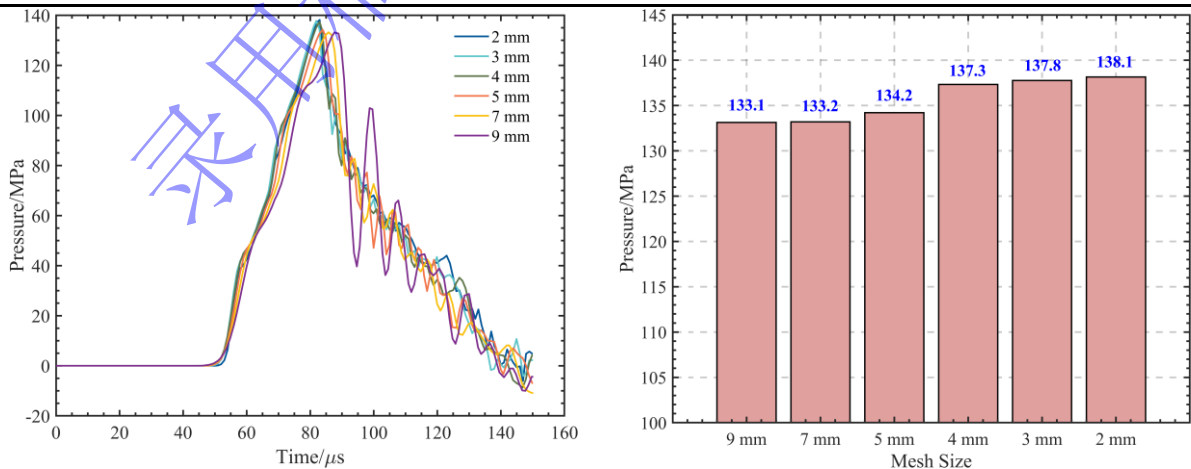 140
120
100
80
60
40
20
0
-20
Pressure/MPa
0 20 40 60 80 100 120 140 160
Time/μs
2 mm
3 mm
4 mm
5 mm
7 mm
9 mm
录用
145
140
135
130
125
120
115
110
105
100
Pressure/MPa
133.1 133.2 134.2 137.3 137.8 138.1
9 mm 7 mm 5 mm 4 mm 3 mm 2 mm
Mesh Size